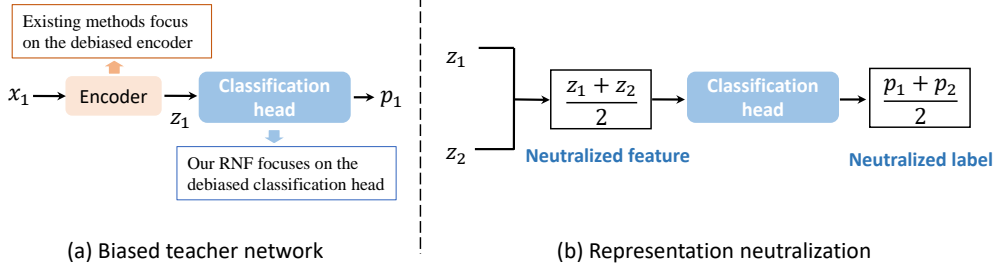 Existing methods focus
on the debiased encoder
x₁
Encoder
z₁
Classification
head
p₁
Our RNF focuses on the
debiased classification head
(a) Biased teacher network
z₁
z₂
z₁ + z₂
2
Neutralized feature
Classification
head
p₁ + p₂
2
Neutralized label
(b) Representation neutralization